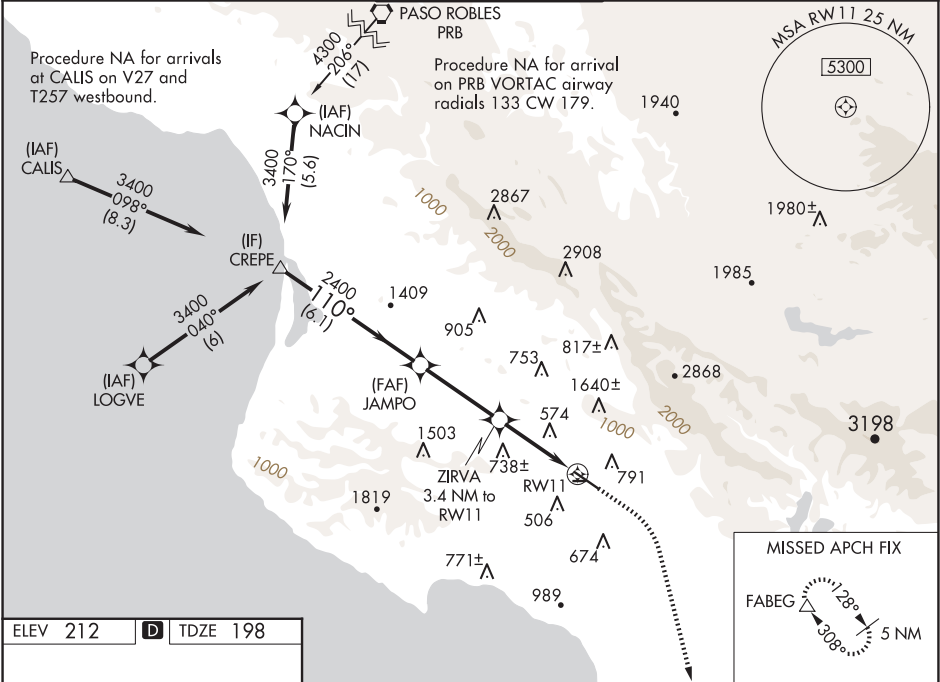 PASO ROBLES
PRB
4300
206°
(17)
Procedure NA for arrivals
at CALIS on V27 and
T257 westbound.
Procedure NA for arrival
on PRB VORTAC airway
radials 133 CW 179.
MSA RW11 25 NM
5300
1940
(IAF)
NACIN
3400
170°
(5.6)
(IAF)
CALIS
3400
098°
(8.3)
1000
2867
2000
1980±
(IF)
CREPE
2908
1985
2400
110°
(6.1)
1409
905
3400
040°
(6)
(IAF)
LOGVE
817±
753
2868
(FAF)
JAMPO
1640±
574
1000
2000
3198
1503
738±
791
1000
ZIRVA
3.4 NM to
RW11
RW11
1819
506
674
771±
989
MISSED APCH FIX
FABEG
128°
308°
5 NM
ELEV 212 D TDZE 198